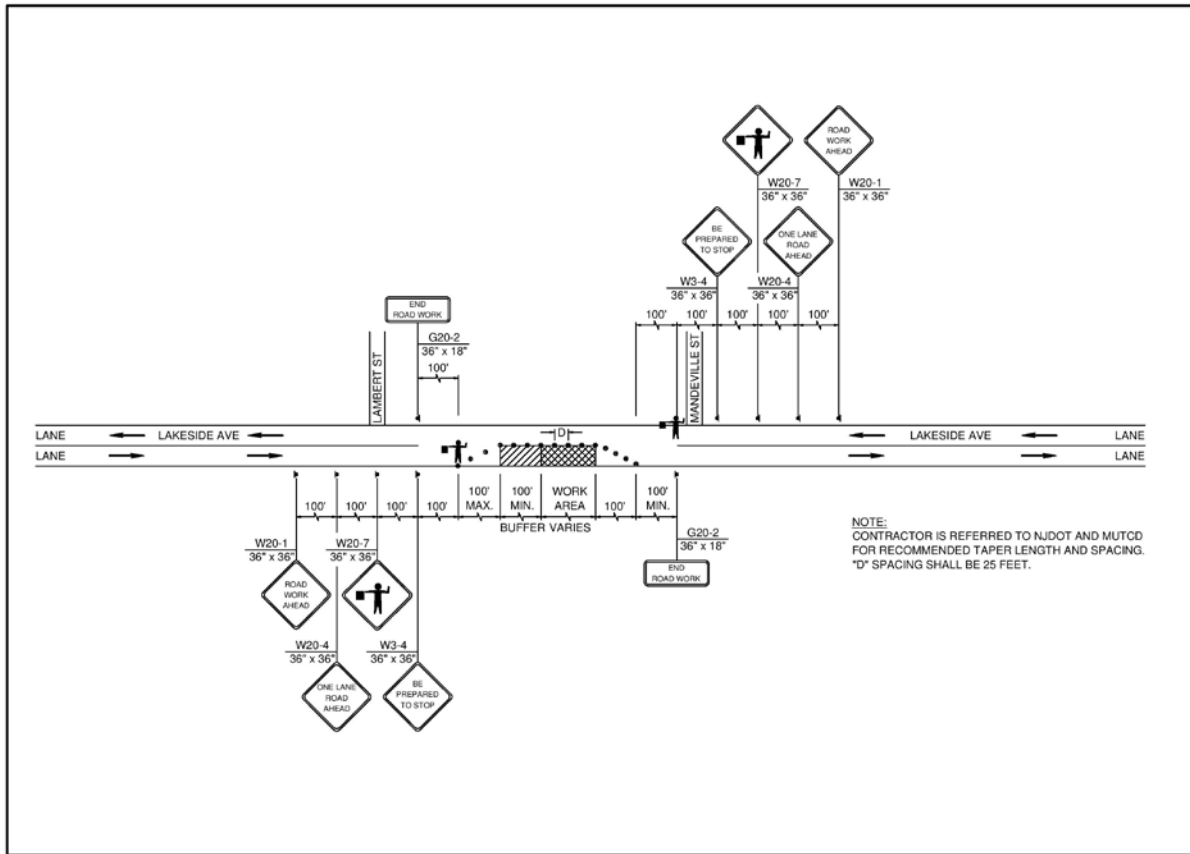 ROAD
WORK
AHEAD
W20-7
36" x 36"
W20-1
36" x 36"
BE
PREPARED
TO STOP
ONE LANE
ROAD
AHEAD
W3-4
36" x 36"
W20-4
36" x 36"
END
ROAD WORK
G20-2
36" x 18"
100'
100'
100'
100'
100'
100'
LAMBERT ST
MANDEVILLE ST
D
LANE
LAKESIDE AVE
LAKESIDE AVE
LANE
LANE
LANE
100'
100'
100'
100'
100'
MAX.
100'
MIN.
WORK
AREA
100'
100'
MIN.
BUFFER VARIES
W20-1
36" x 36"
W20-7
36" x 36"
G20-2
36" x 18"
END
ROAD WORK
ROAD
WORK
AHEAD
W20-4
36" x 36"
W3-4
36" x 36"
ONE LANE
ROAD
AHEAD
BE
PREPARED
TO STOP
NOTE:
CONTRACTOR IS REFERRED TO NJDOT AND MUTCD
FOR RECOMMENDED TAPER LENGTH AND SPACING.
"D" SPACING SHALL BE 25 FEET.